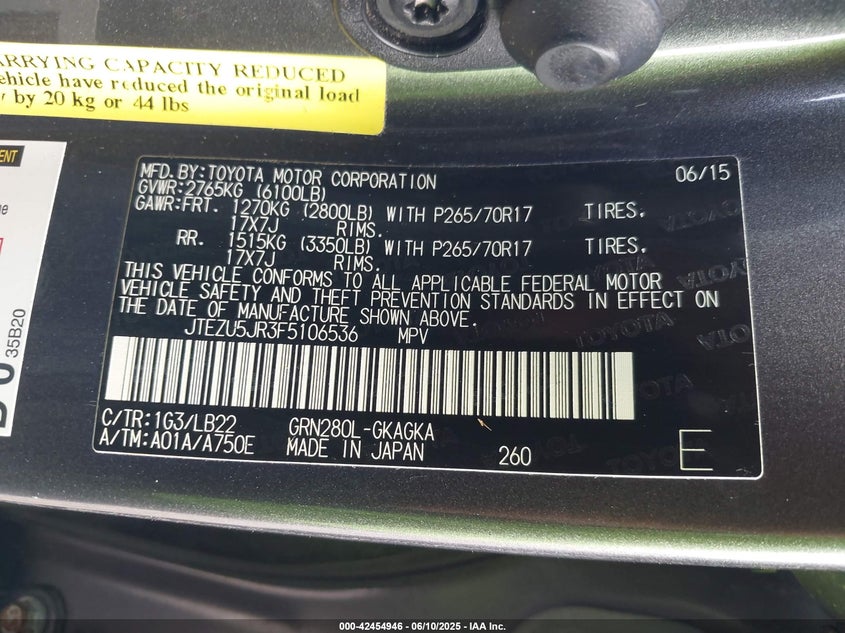 ARRYING CAPACITY REDUCED
ehicle have reduced the original load
by 20 kg or 44 lbs
ENT
35B20
MFD.BY:TOYOTA MOTOR CORPORATION 06/15
GVWR:2765KG (6100LB)
GAWR:FRT. 1270KG (2800LB) WITH P265/70R17 TIRES.
17X7J RIMS.
RR. 1515KG (3350LB) WITH P265/70R17 TIRES.
17X7J RIMS.
THIS VEHICLE CONFORMS TO ALL APPLICABLE FEDERAL MOTOR
VEHICLE SAFETY AND THEFT PREVENTION STANDARDS IN EFFECT ON
THE DATE OF MANUFACTURE SHOWN ABOVE.
JTEZU5JR3F5106536 MPV
C/TR:1G3/LB22 GRN280L-GKAGKA
A/TM:A01A/A750E MADE IN JAPAN 260 E
000-42454946 - 06/10/2025 - IAA Inc.